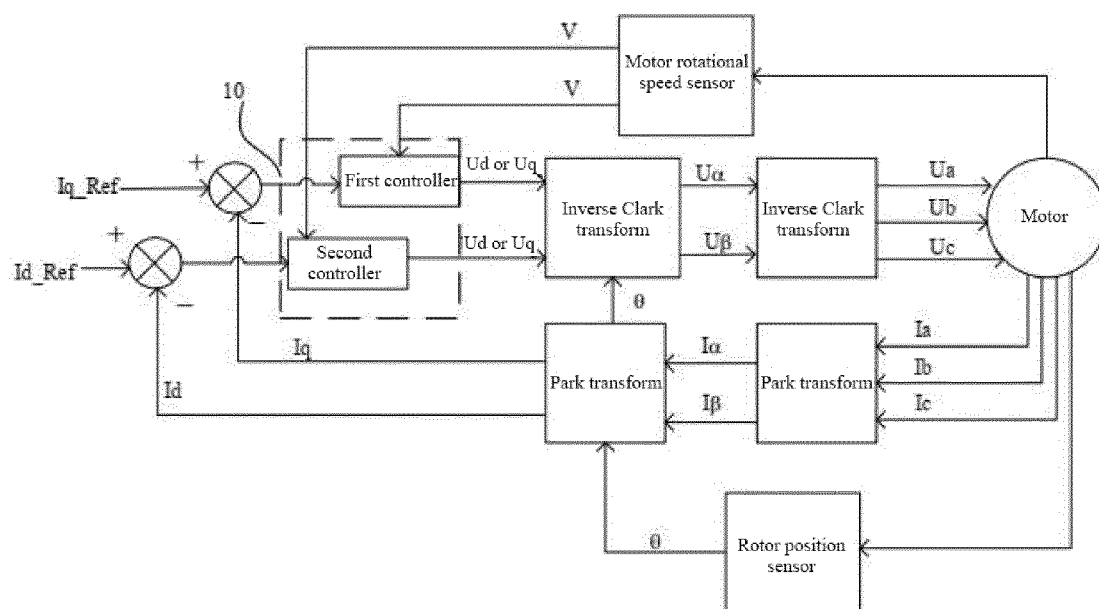 V
Motor rotational
speed sensor
V
10
+
Iq_Ref
−
First controller
Ud or Uq
Inverse Clark
transform
Uα
Inverse Clark
transform
Ua
Ub
Uc
Motor
+
Id_Ref
−
Second
controller
Ud or Uq
Uβ
θ
Iq
Id
Park transform
Iα
Iβ
Park transform
Ia
Ib
Ic
θ
Rotor position
sensor